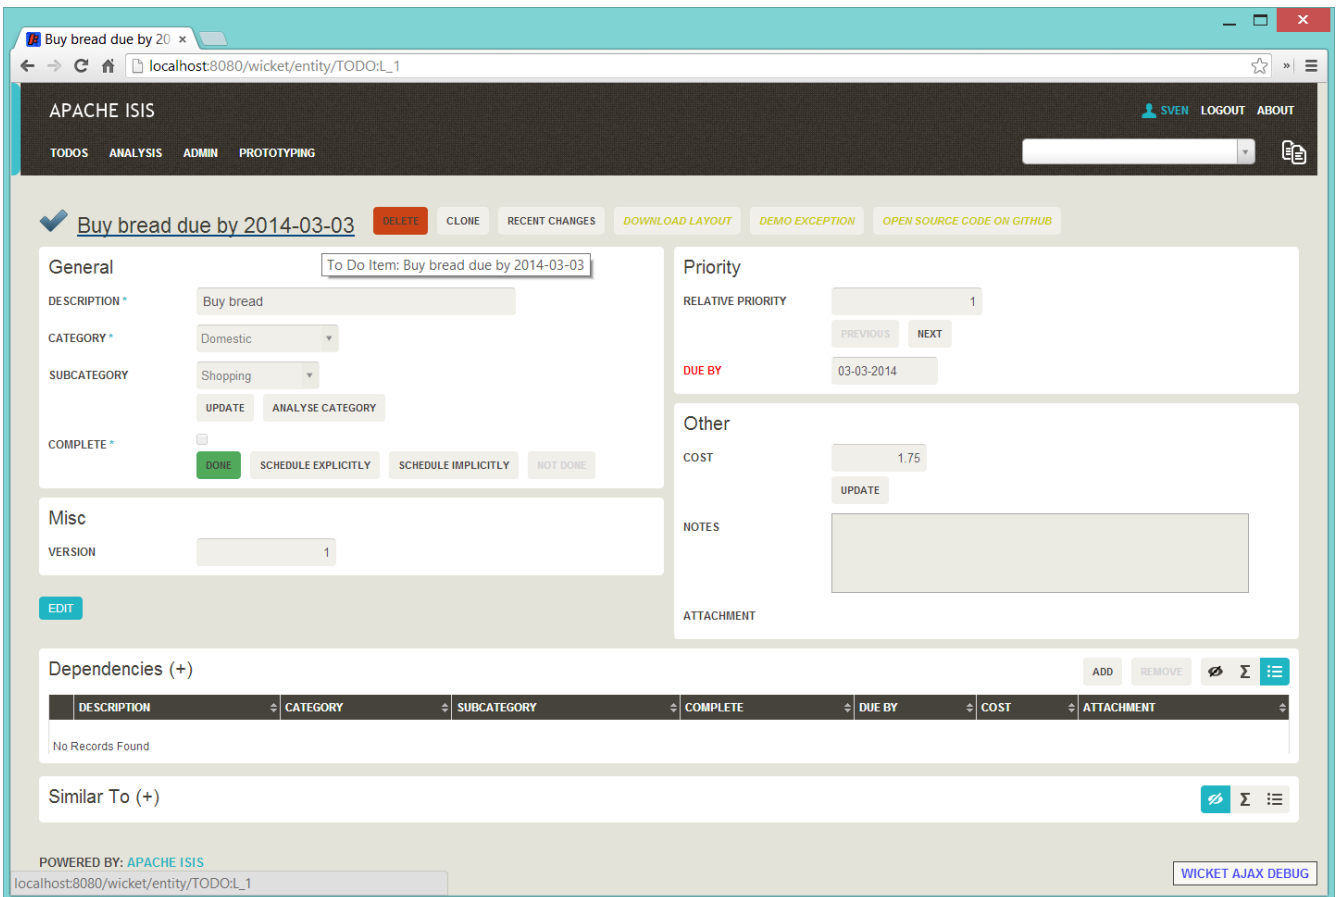 Buy bread due by 20
localhost:8080/wicket/entity/TODO:L_1
APACHE ISIS
SVEN LOGOUT ABOUT
TODOS ANALYSIS ADMIN PROTOTYPING
Buy bread due by 2014-03-03 DELETE CLONE RECENT CHANGES DOWNLOAD LAYOUT DEMO EXCEPTION OPEN SOURCE CODE ON GITHUB
To Do Item: Buy bread due by 2014-03-03
General
DESCRIPTION * Buy bread
CATEGORY * Domestic
SUBCATEGORY Shopping
UPDATE ANALYSE CATEGORY
COMPLETE *
DONE SCHEDULE EXPLICITLY SCHEDULE IMPLICITLY NOT DONE
Misc
VERSION 1
EDIT
Priority
RELATIVE PRIORITY 1
PREVIOUS NEXT
DUE BY 03-03-2014
Other
COST 1.75
UPDATE
NOTES
ATTACHMENT
Dependencies (+) ADD REMOVE Σ
DESCRIPTION CATEGORY SUBCATEGORY COMPLETE DUE BY COST ATTACHMENT
No Records Found
Similar To (+) Σ
POWERED BY: APACHE ISIS
localhost:8080/wicket/entity/TODO:L_1
WICKET AJAX DEBUG